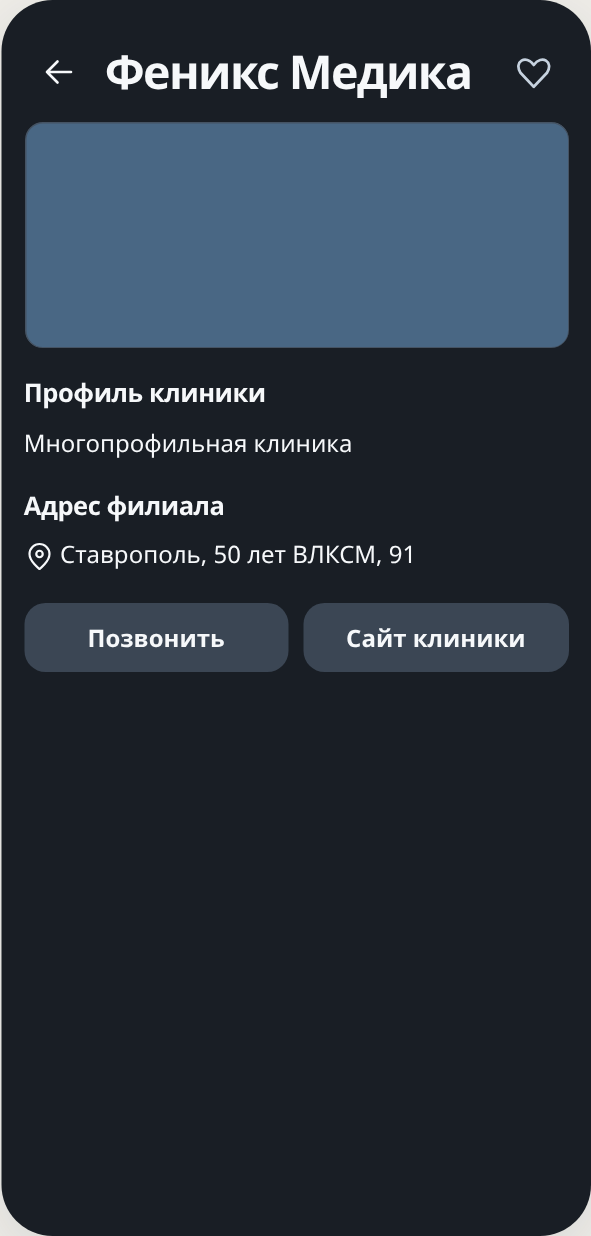 Феникс Медика
Профиль клиники
Многопрофильная клиника
Адрес филиала
Ставрополь, 50 лет ВЛКСМ, 91
Позвонить
Сайт клиники